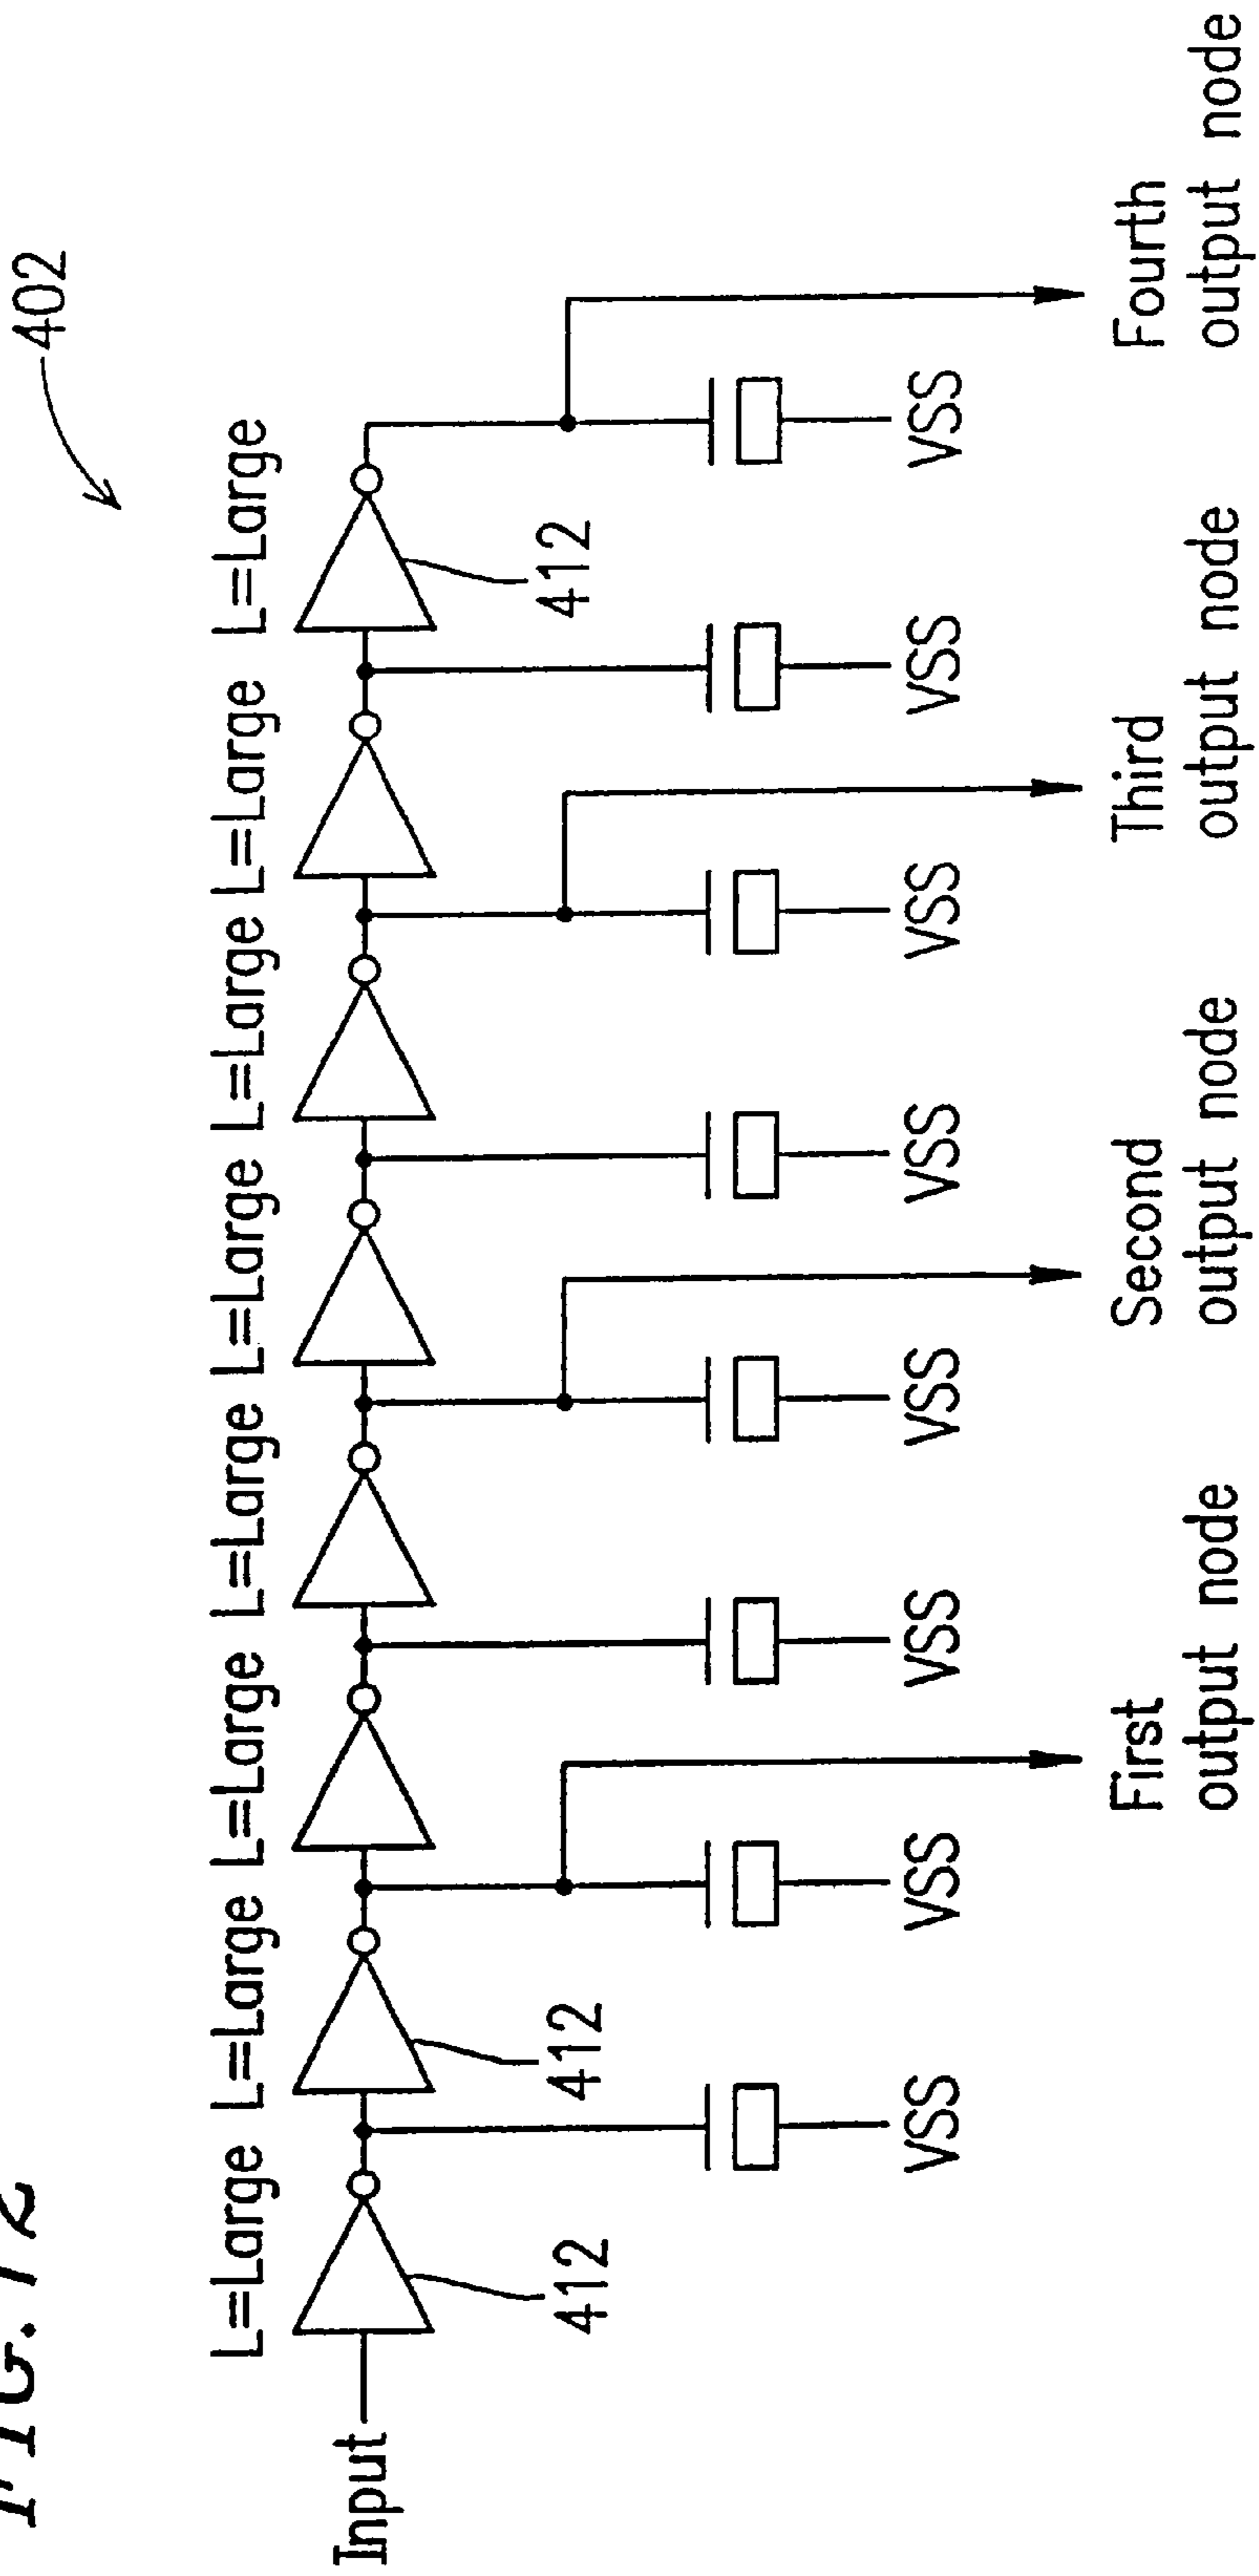 FIG. 12
402
L=Large L=Large L=Large L=Large L=Large L=Large L=Large L=Large
Input
412
412
412
VSS
VSS
VSS
VSS
VSS
VSS
VSS
VSS
First
output node
Second
output node
Third
output node
Fourth
output node